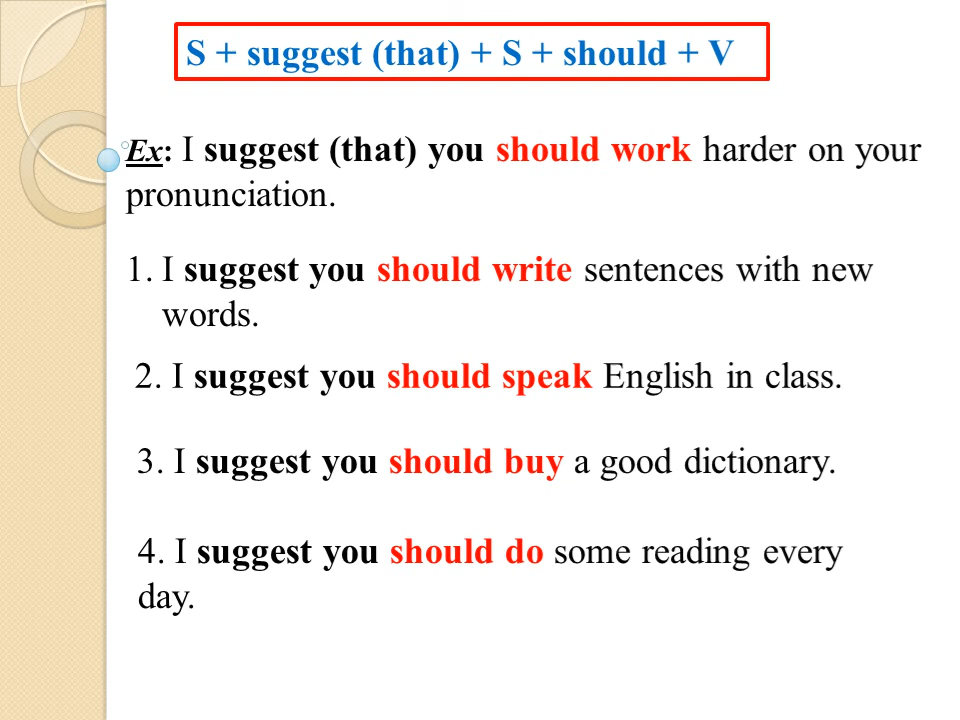 S + suggest (that) + S + should + V
Ex: I suggest (that) you should work harder on your
pronunciation.
1. I suggest you should write sentences with new
words.
2. I suggest you should speak English in class.
3. I suggest you should buy a good dictionary.
4. I suggest you should do some reading every
day.